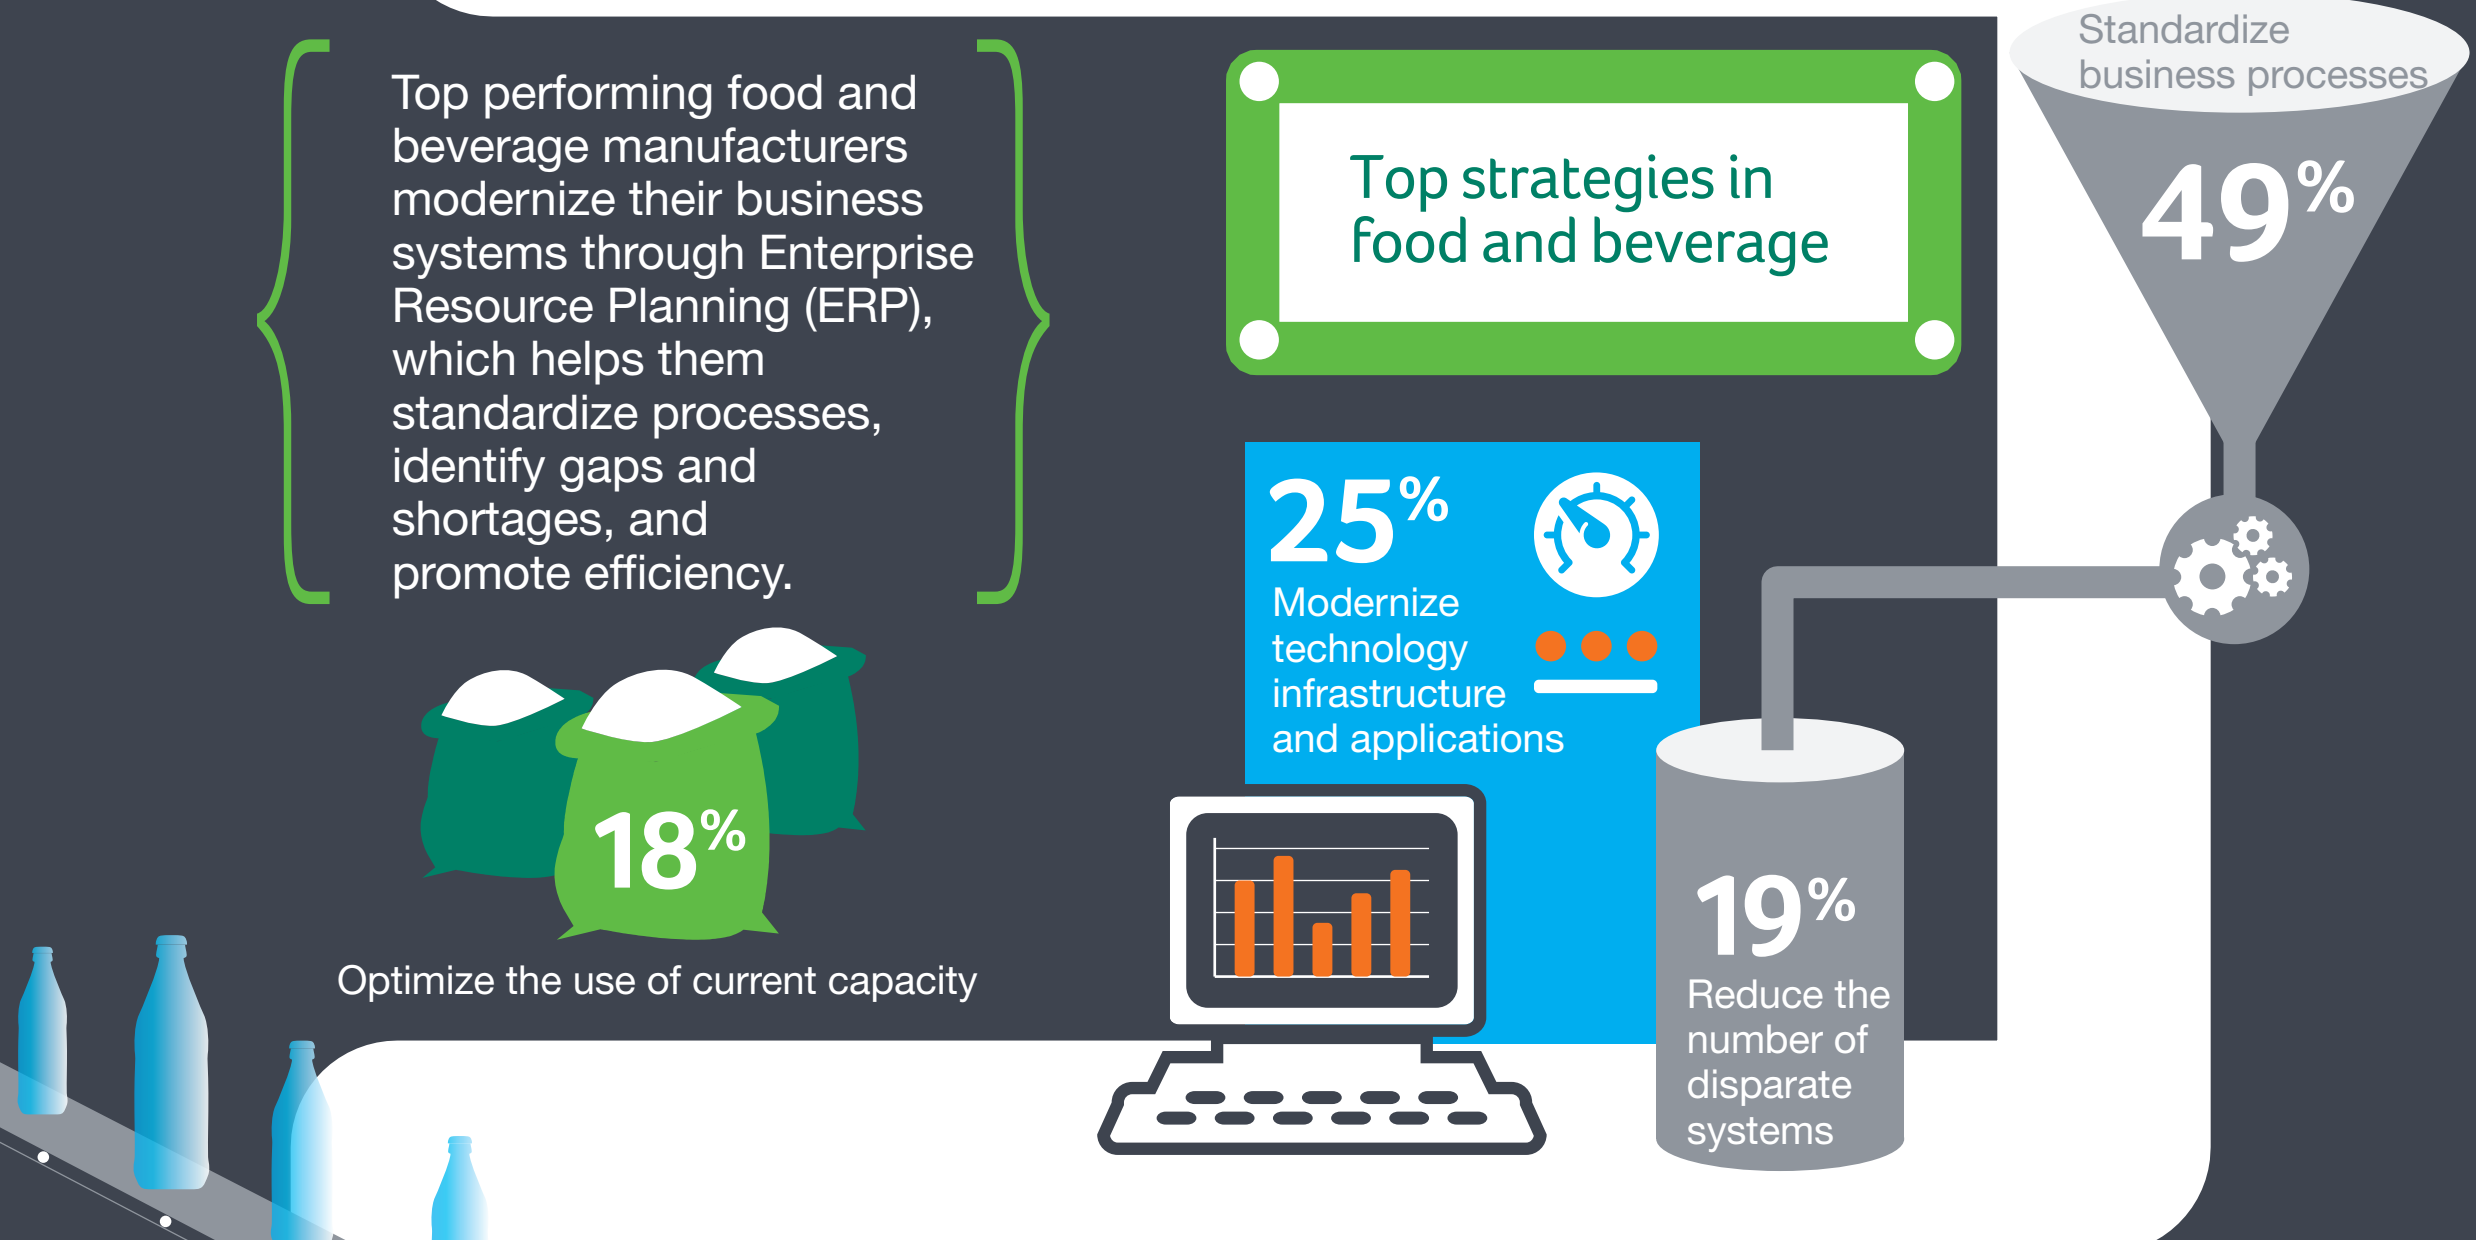 Top performing food and
beverage manufacturers
modernize their business
systems through Enterprise
Resource Planning (ERP),
which helps them
standardize processes,
identify gaps and
shortages, and
promote efficiency.
Top strategies in
food and beverage
Standardize
business processes
49%
25%
Modernize
technology
infrastructure
and applications
18%
Optimize the use of current capacity
19%
Reduce the
number of
disparate
systems